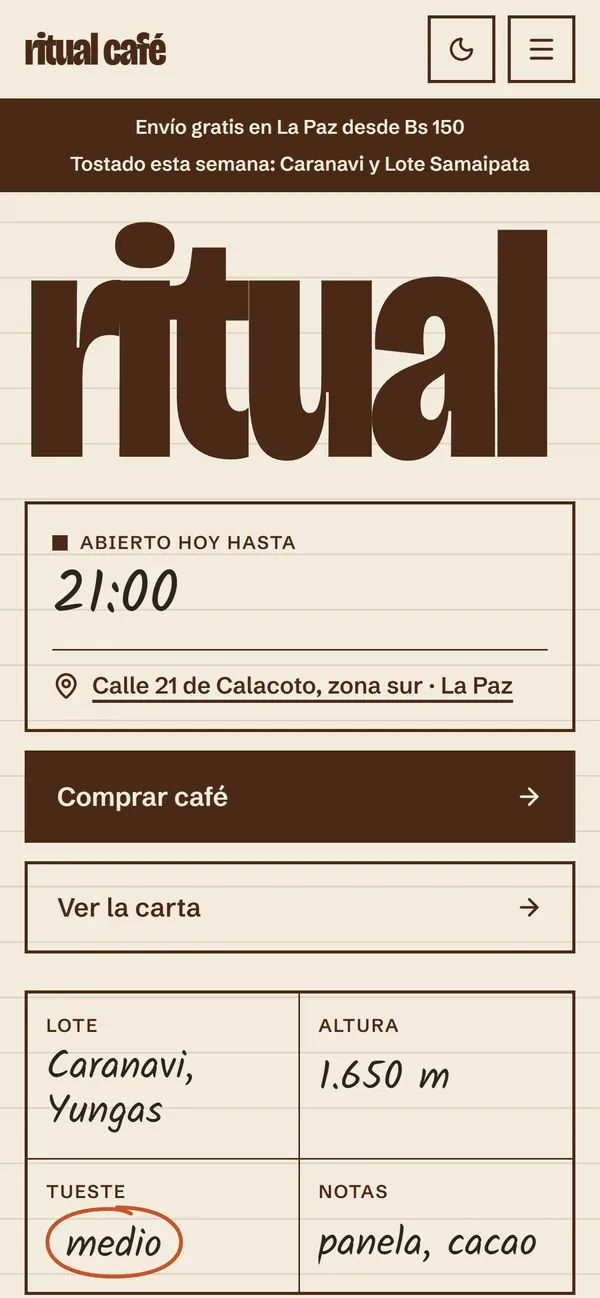 ritual café
Envío gratis en La Paz desde Bs 150
Tostado esta semana: Caranavi y Lote Samaipata
ritual
ABIERTO HOY HASTA
21:00
Calle 21 de Calacoto, zona sur · La Paz
Comprar café
Ver la carta
LOTE
Caranavi,
Yungas
ALTURA
1.650 m
TUESTE
medio
NOTAS
panela, cacao